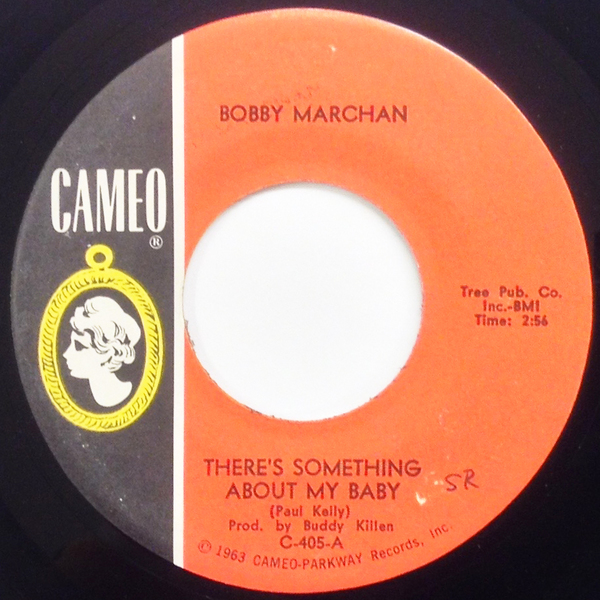 BOBBY MARCHAN
CAMEO
®
Tree Pub. Co.
Inc.-BMI
Time: 2:56
THERE'S SOMETHING
ABOUT MY BABY
SR
(Paul Kelly)
Prod. by Buddy Killen
C-405-A
© 1963 CAMEO-PARKWAY Records, Inc.